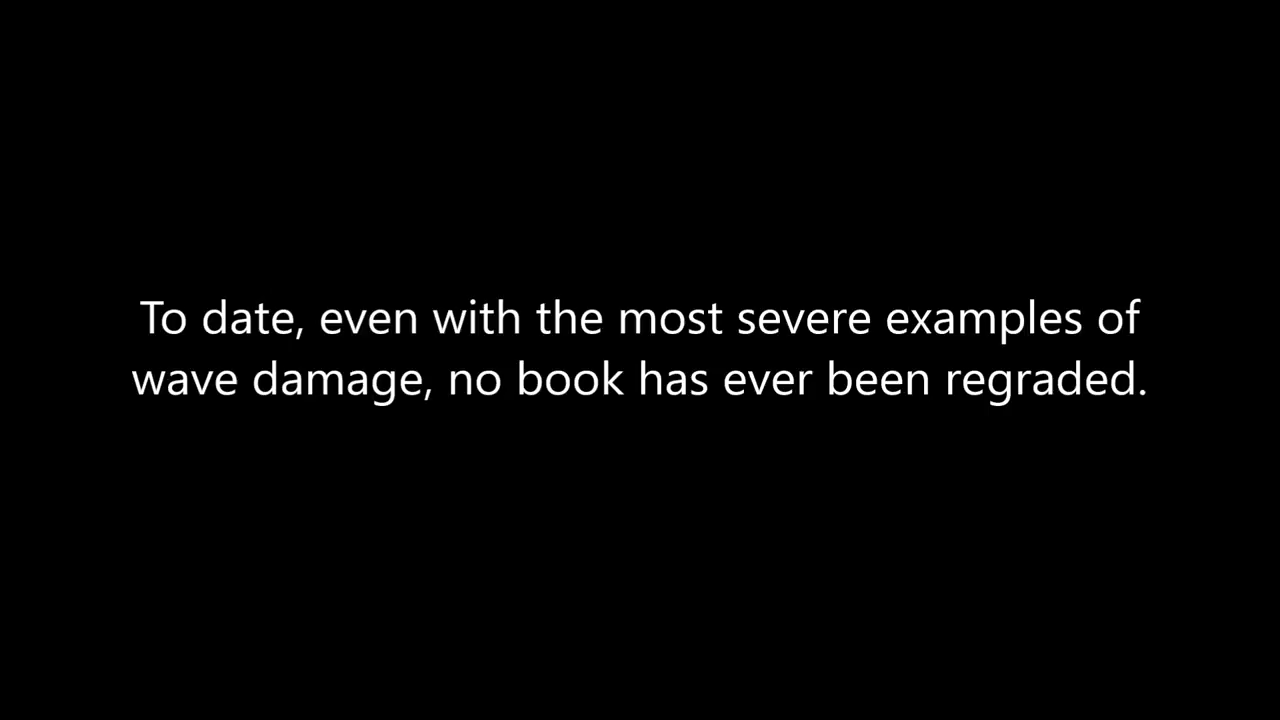 To date, even with the most severe examples of
wave damage, no book has ever been regraded.